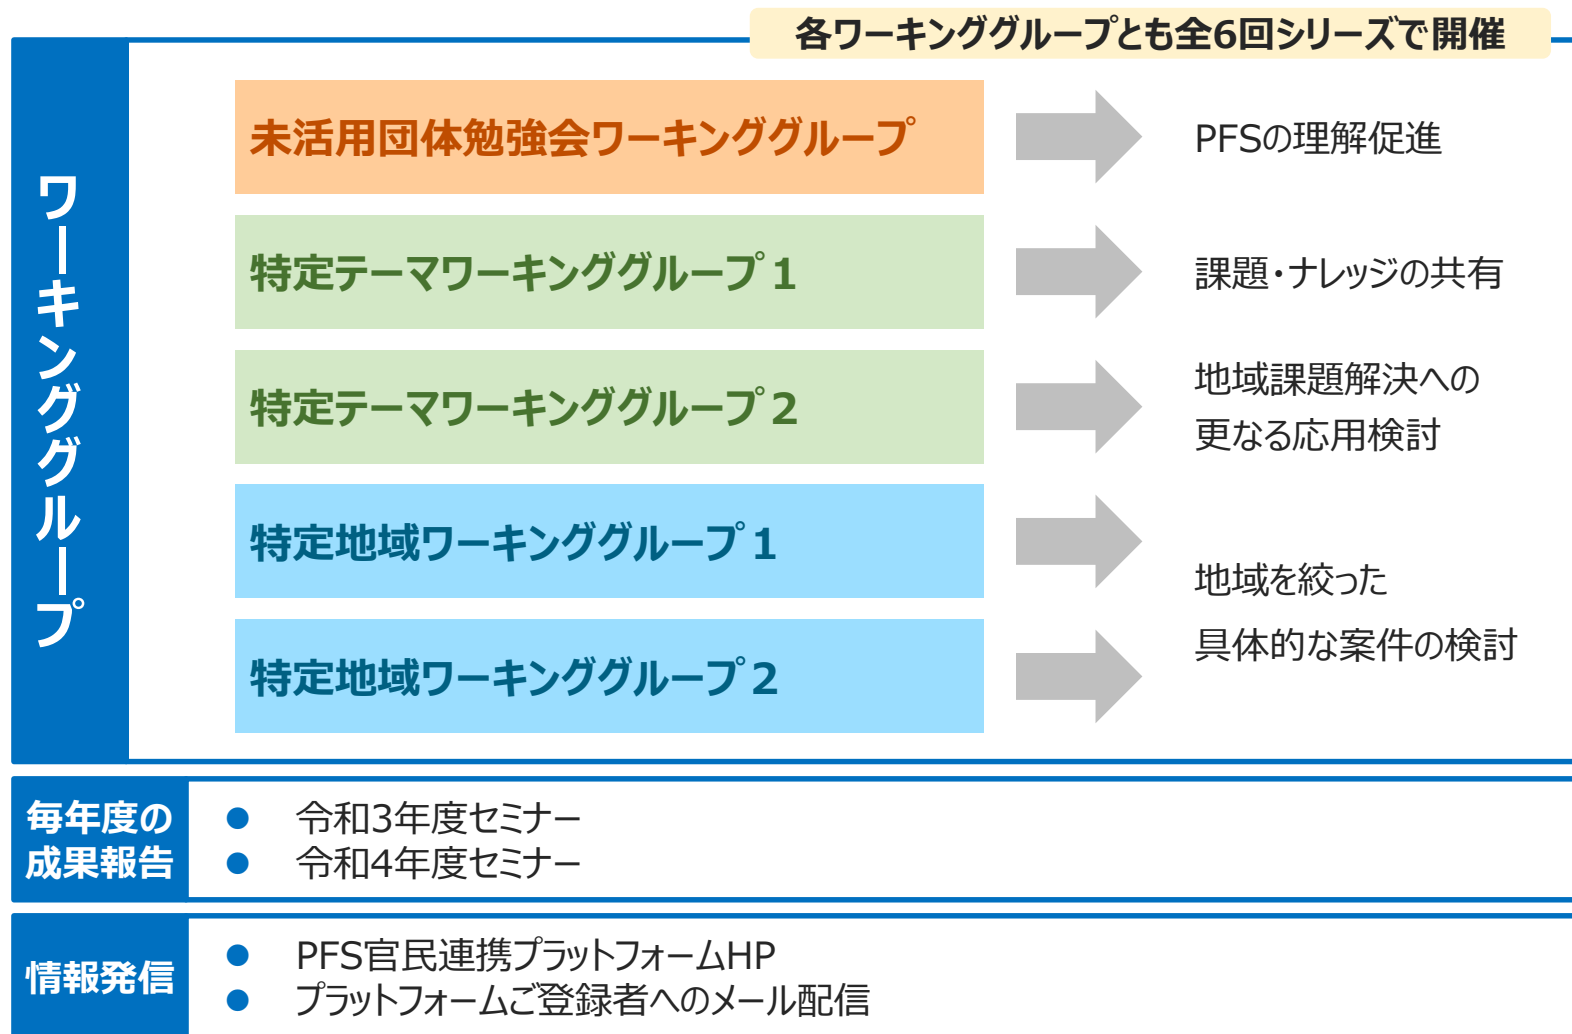 各ワーキンググループとも全6回シリーズで開催
ワーキンググループ
未活用団体勉強会ワーキンググループ
PFSの理解促進
特定テーマワーキンググループ1
課題・ナレッジの共有
特定テーマワーキンググループ2
地域課題解決への
更なる応用検討
特定地域ワーキンググループ1
特定地域ワーキンググループ2
地域を絞った
具体的な案件の検討
毎年度の
成果報告
● 令和3年度セミナー
● 令和4年度セミナー
情報発信
● PFS官民連携プラットフォームHP
● プラットフォームご登録者へのメール配信